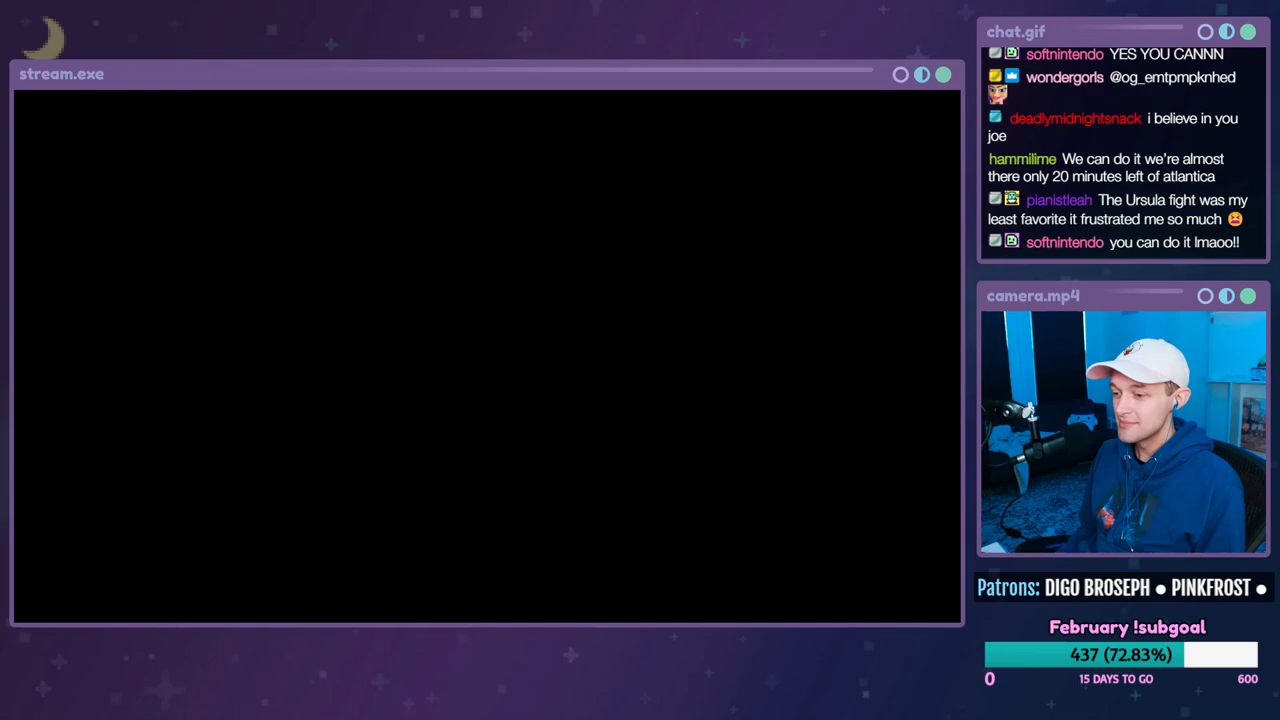 stream.exe
chat.gif
softnintendo YES YOU CANNN
wondergorls @og_emtpmpknhed
deadlymidnightsnack i believe in you
joe
hammilime We can do it we're almost
there only 20 minutes left of atlantica
pianistleah The Ursula fight was my
least favorite it frustrated me so much
softnintendo you can do it lmaoo!!
camera.mp4
Patrons: DIGO BROSEPH ● PINKFROST ●
February !subgoal
437 (72.83%)
0 15 DAYS TO GO 600